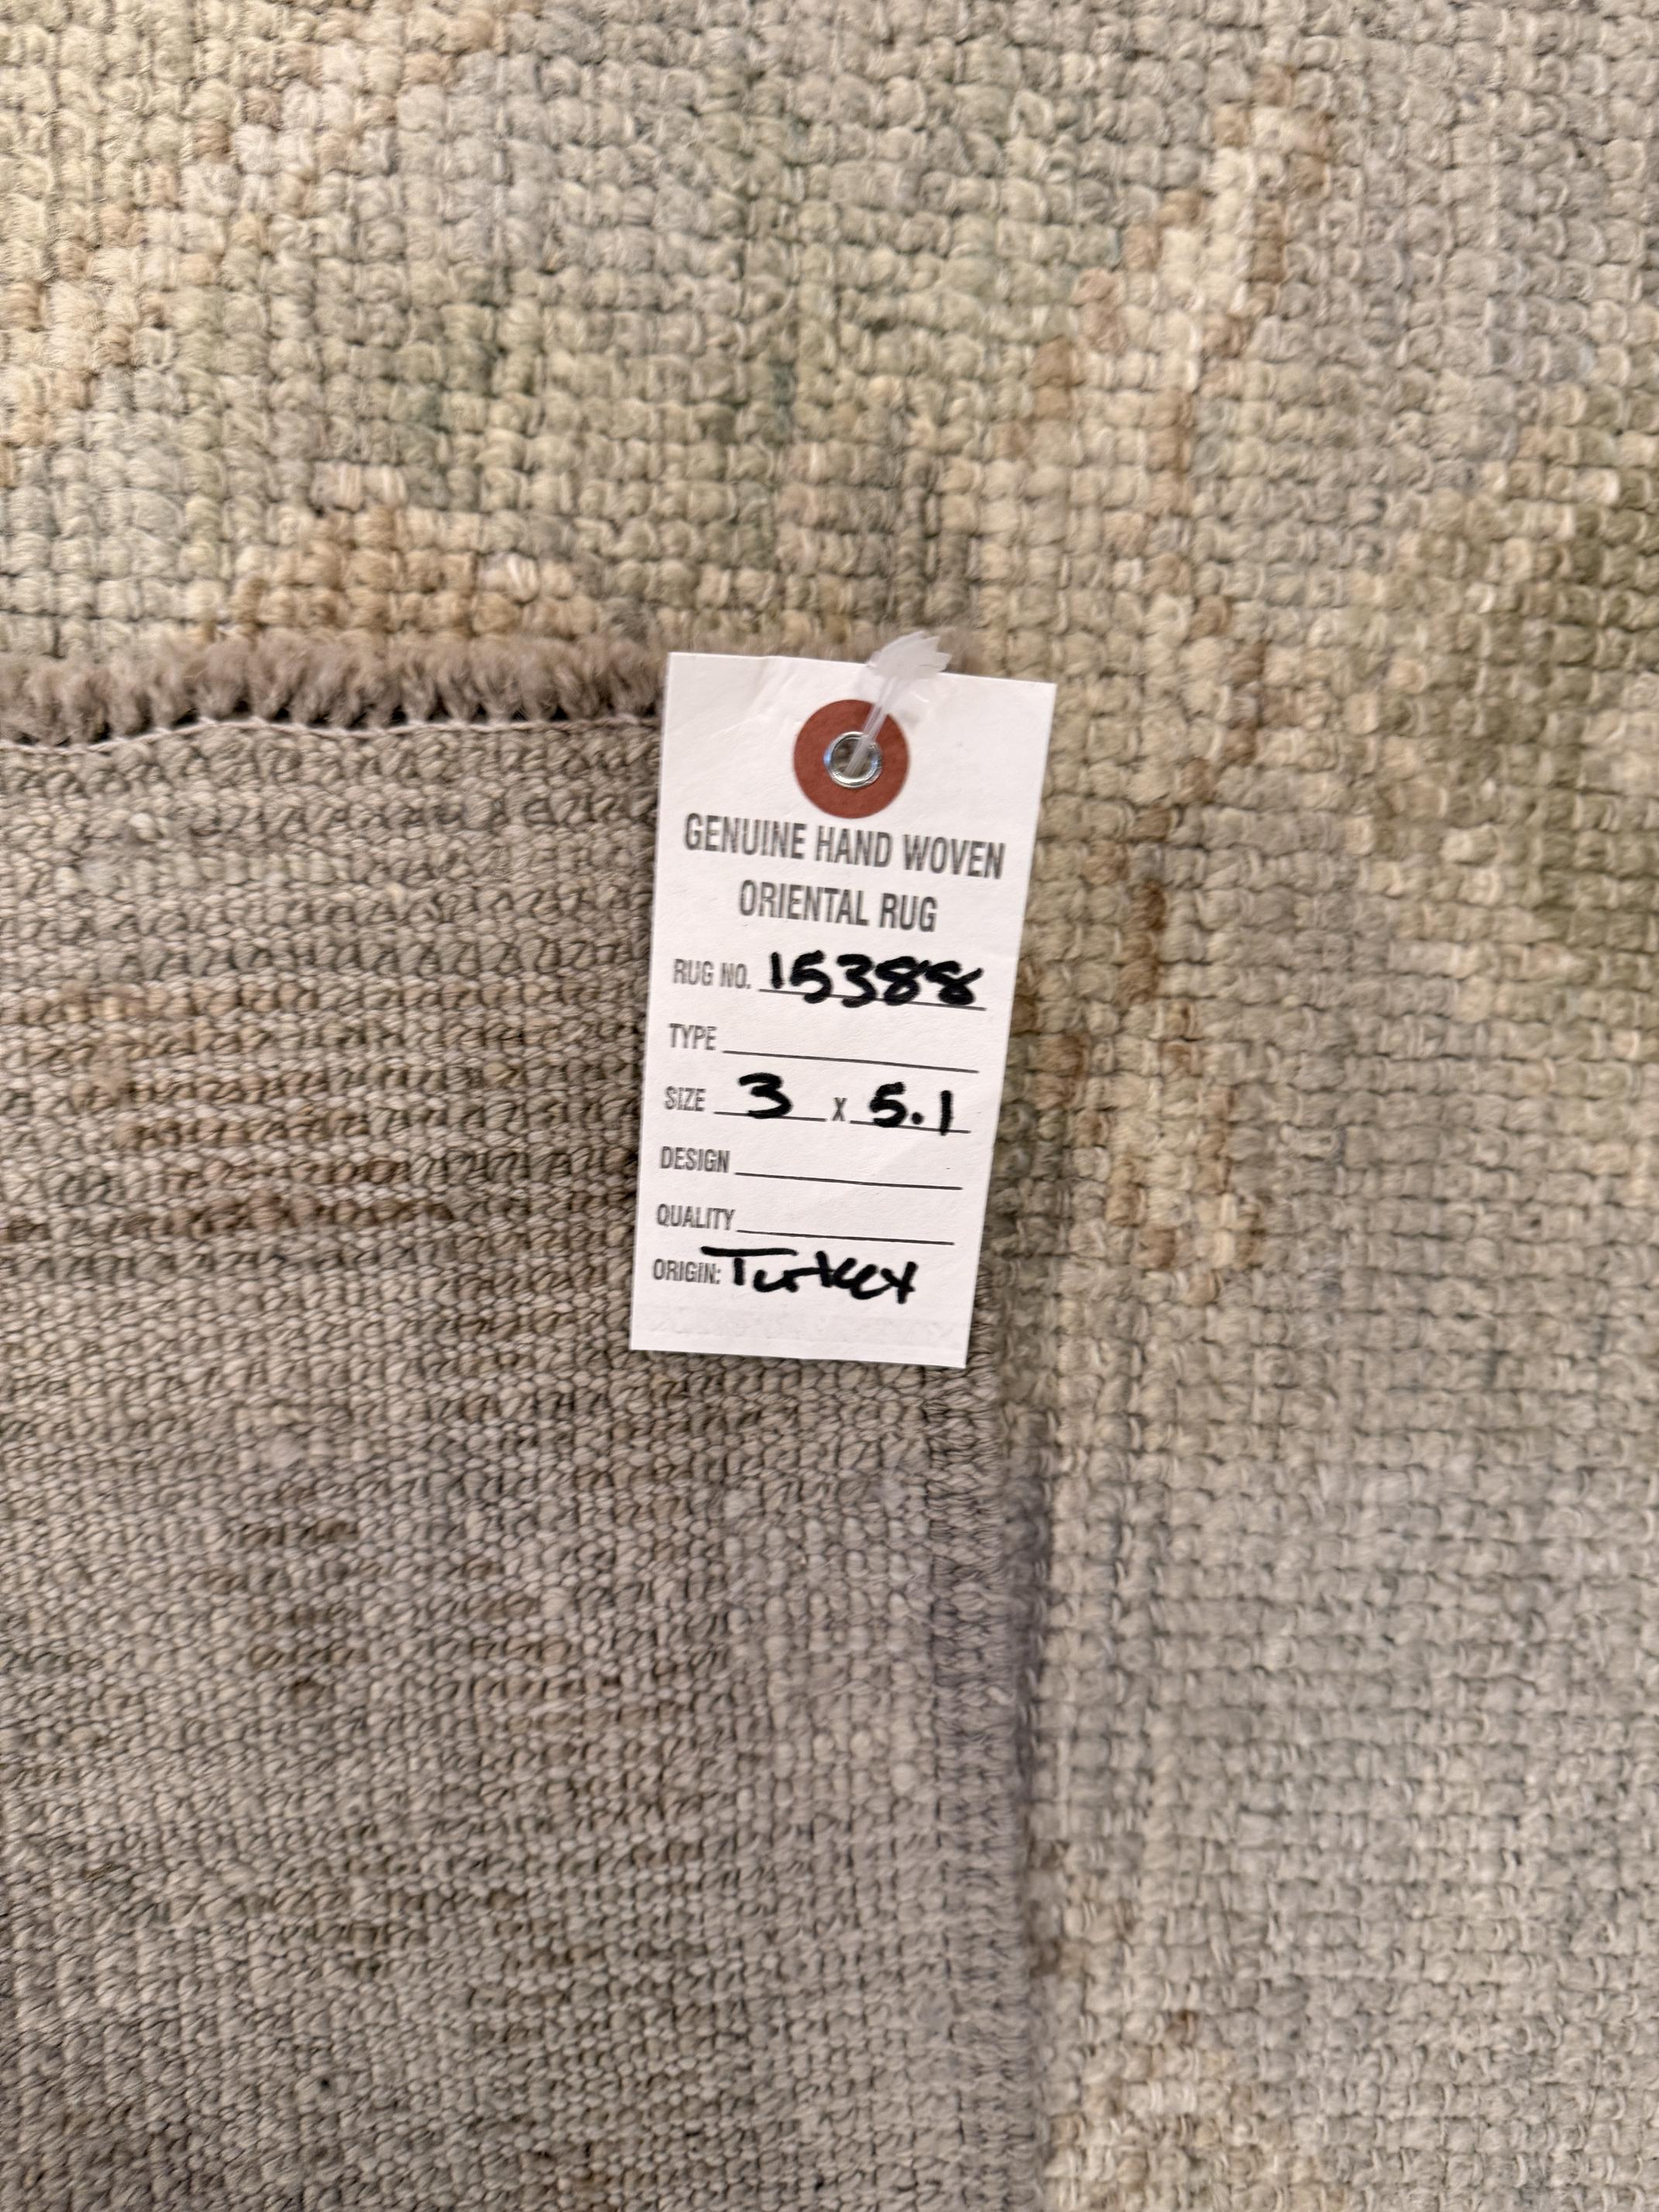 GENUINE HAND WOVEN
ORIENTAL RUG
RUG NO. 15388
TYPE
SIZE 3 X 5.1
DESIGN
QUALITY
ORIGIN: Turkey